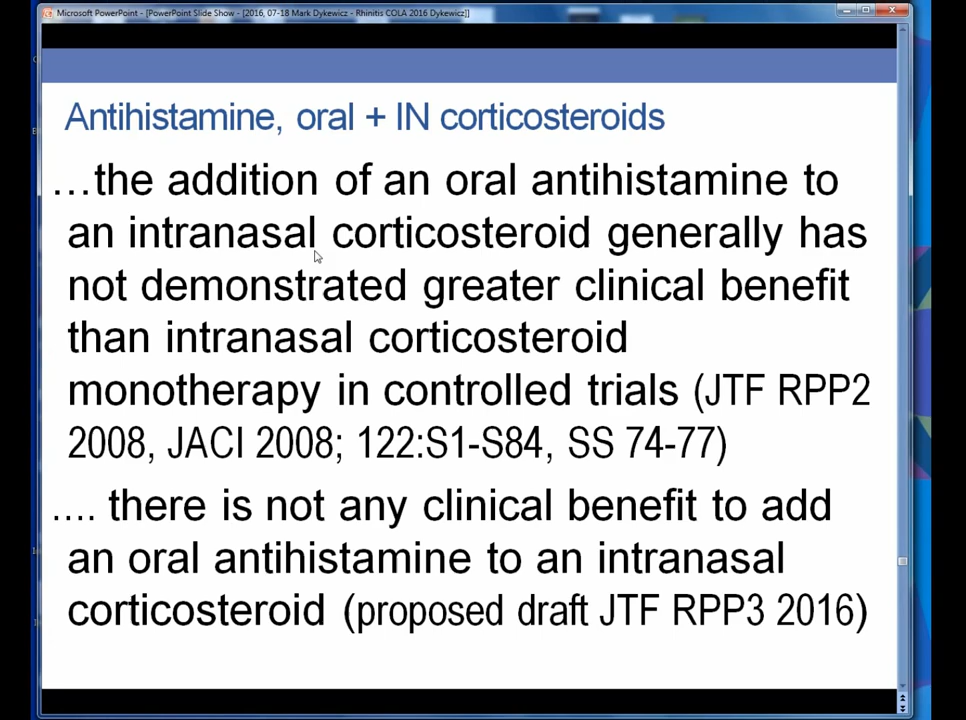 Microsoft PowerPoint - [PowerPoint Slide Show - [2016, 07-18 Mark Dykewicz - Rhinitis COLA 2016 Dykewicz]]
Antihistamine, oral + IN corticosteroids
…the addition of an oral antihistamine to
an intranasal corticosteroid generally has
not demonstrated greater clinical benefit
than intranasal corticosteroid
monotherapy in controlled trials (JTF RPP2
2008, JACI 2008; 122:S1-S84, SS 74-77)
…. there is not any clinical benefit to add
an oral antihistamine to an intranasal
corticosteroid (proposed draft JTF RPP3 2016)